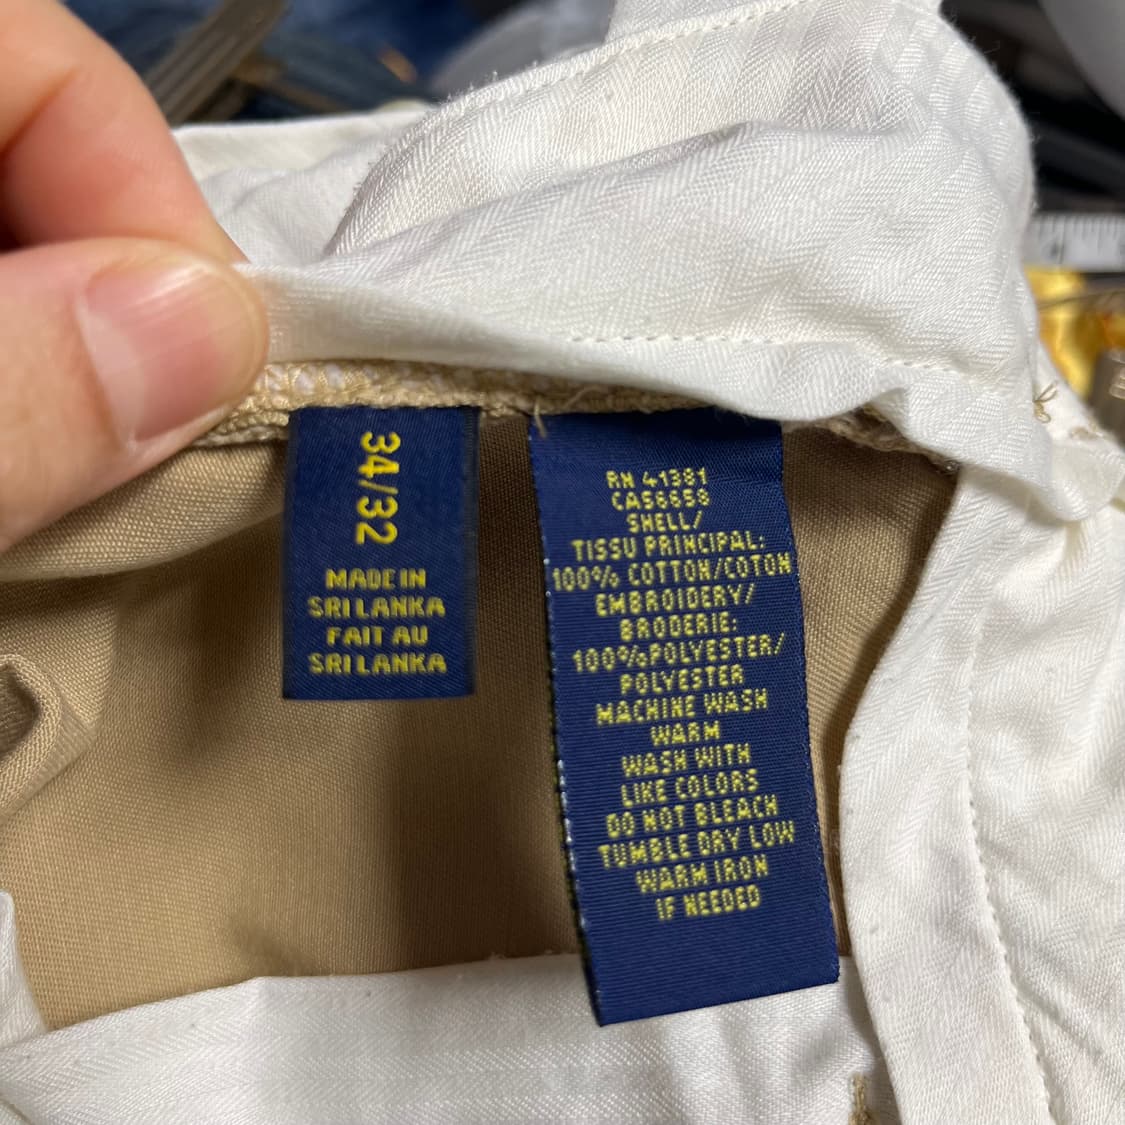 34/32
MADE IN
SRI LANKA
FAIT AU
SRI LANKA
RN 41381
CA56658
SHELL/
TISSU PRINCIPAL:
100% COTTON/COTON
EMBROIDERY/
BRODERIE:
100%POLYESTER/
POLYESTER
MACHINE WASH
WARM
WASH WITH
LIKE COLORS
DO NOT BLEACH
TUMBLE DRY LOW
WARM IRON
IF NEEDED